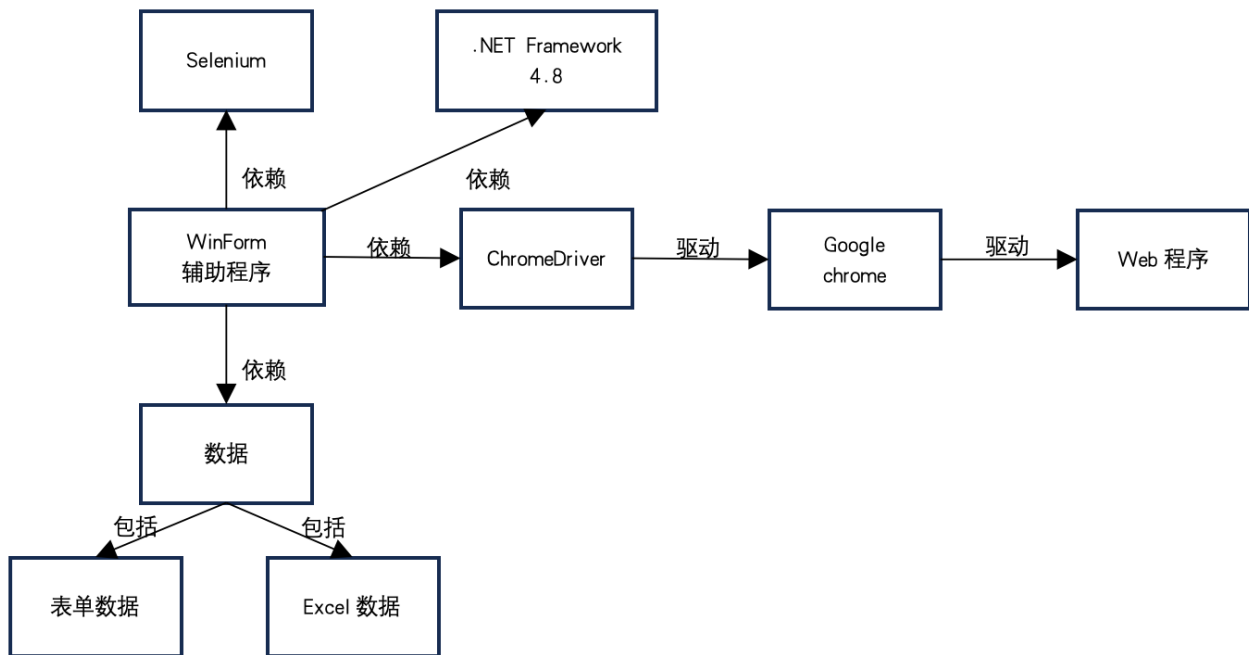 Selenium
.NET Framework
4.8
依赖
依赖
WinForm
辅助程序
依赖
ChromeDriver
驱动
Google
chrome
驱动
Web 程序
依赖
数据
包括
包括
表单数据
Excel 数据